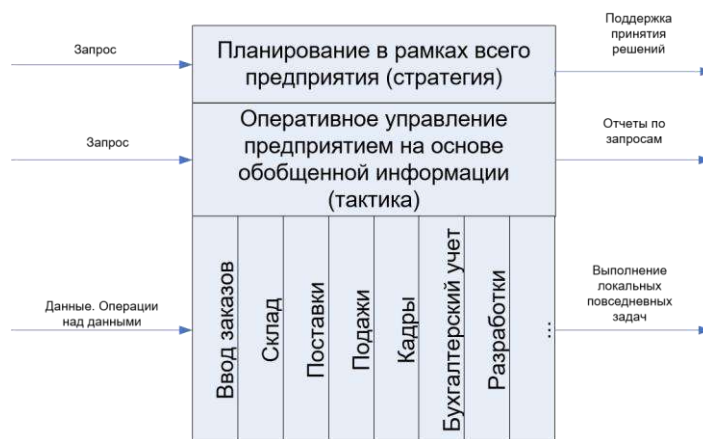 Запрос
Планирование в рамках всего
предприятия (стратегия)
Поддержка
принятия
решений
Запрос
Оперативное управление
предприятием на основе
обобщенной информации
(тактика)
Отчеты по
запросам
Данные. Операции
над данными
Ввод заказов
Склад
Поставки
Подажи
Кадры
Бухгалтерский учет
Разработки
...
Выполнение
локальных
повседневных
задач